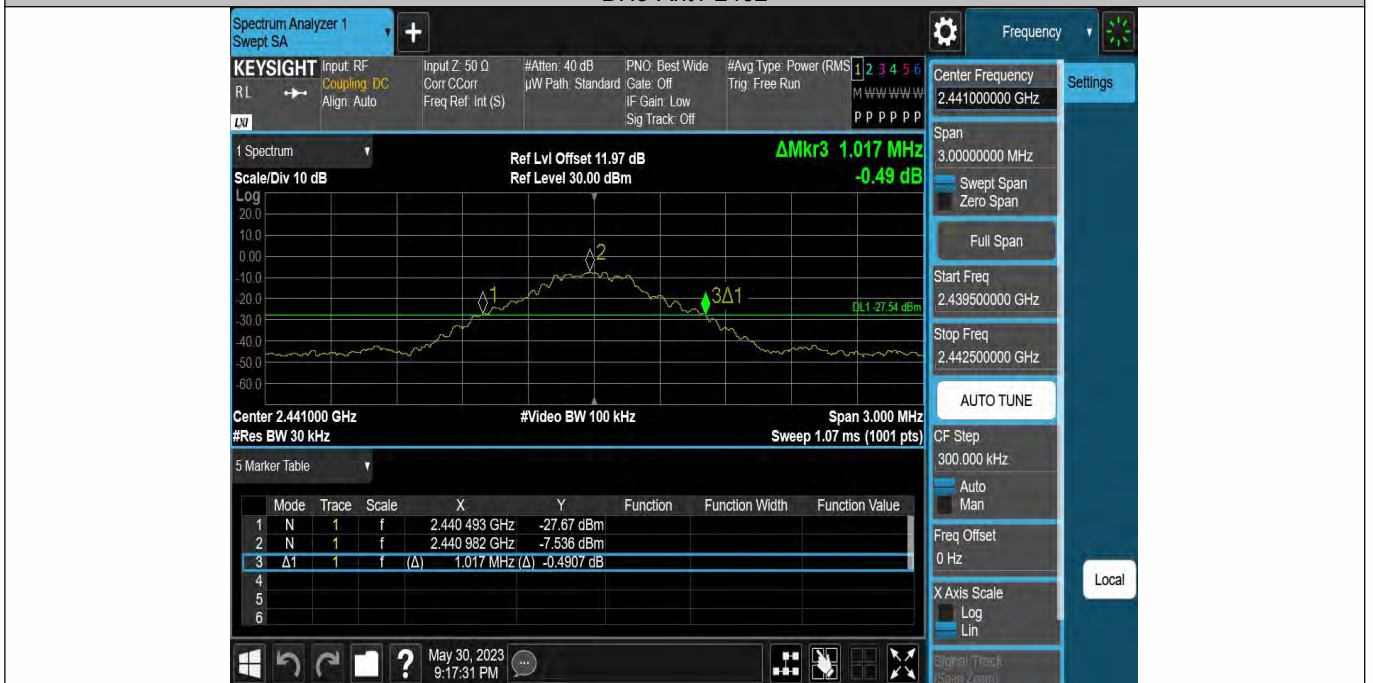 Spectrum Analyzer 1
Swept SA
+
Frequency
KEYSIGHT
RL
LXI
Input: RF
Coupling: DC
Align: Auto
Input Z: 50 Ω
Corr CCorr
Freq Ref: Int (S)
#Atten: 40 dB
µW Path: Standard
PNO: Best Wide
Gate: Off
IF Gain: Low
Sig Track: Off
#Avg Type: Power (RMS
Trig: Free Run
1 2 3 4 5 6
M W W W W W
P P P P P P
1 Spectrum
Scale/Div 10 dB
Ref Lvl Offset 11.97 dB
Ref Level 30.00 dBm
ΔMkr3 1.017 MHz
-0.49 dB
Log
20.0
10.0
0.00
-10.0
-20.0
-30.0
-40.0
-50.0
-60.0
2
1
3Δ1
DL1 -27.54 dBm
Center 2.441000 GHz
#Video BW 100 kHz
Span 3.000 MHz
#Res BW 30 kHz
Sweep 1.07 ms (1001 pts)
5 Marker Table
Mode Trace Scale X Y Function Function Width Function Value
1 N 1 f 2.440 493 GHz -27.67 dBm
2 N 1 f 2.440 982 GHz -7.536 dBm
3 Δ1 1 f (Δ) 1.017 MHz (Δ) -0.4907 dB
4
5
6
?
May 30, 2023
9:17:31 PM
Center Frequency
2.441000000 GHz
Settings
Span
3.00000000 MHz
Swept Span
Zero Span
Full Span
Start Freq
2.439500000 GHz
Stop Freq
2.442500000 GHz
AUTO TUNE
CF Step
300.000 kHz
Auto
Man
Freq Offset
0 Hz
X Axis Scale
Log
Lin
Local
Signal Track
(Span Zoom)